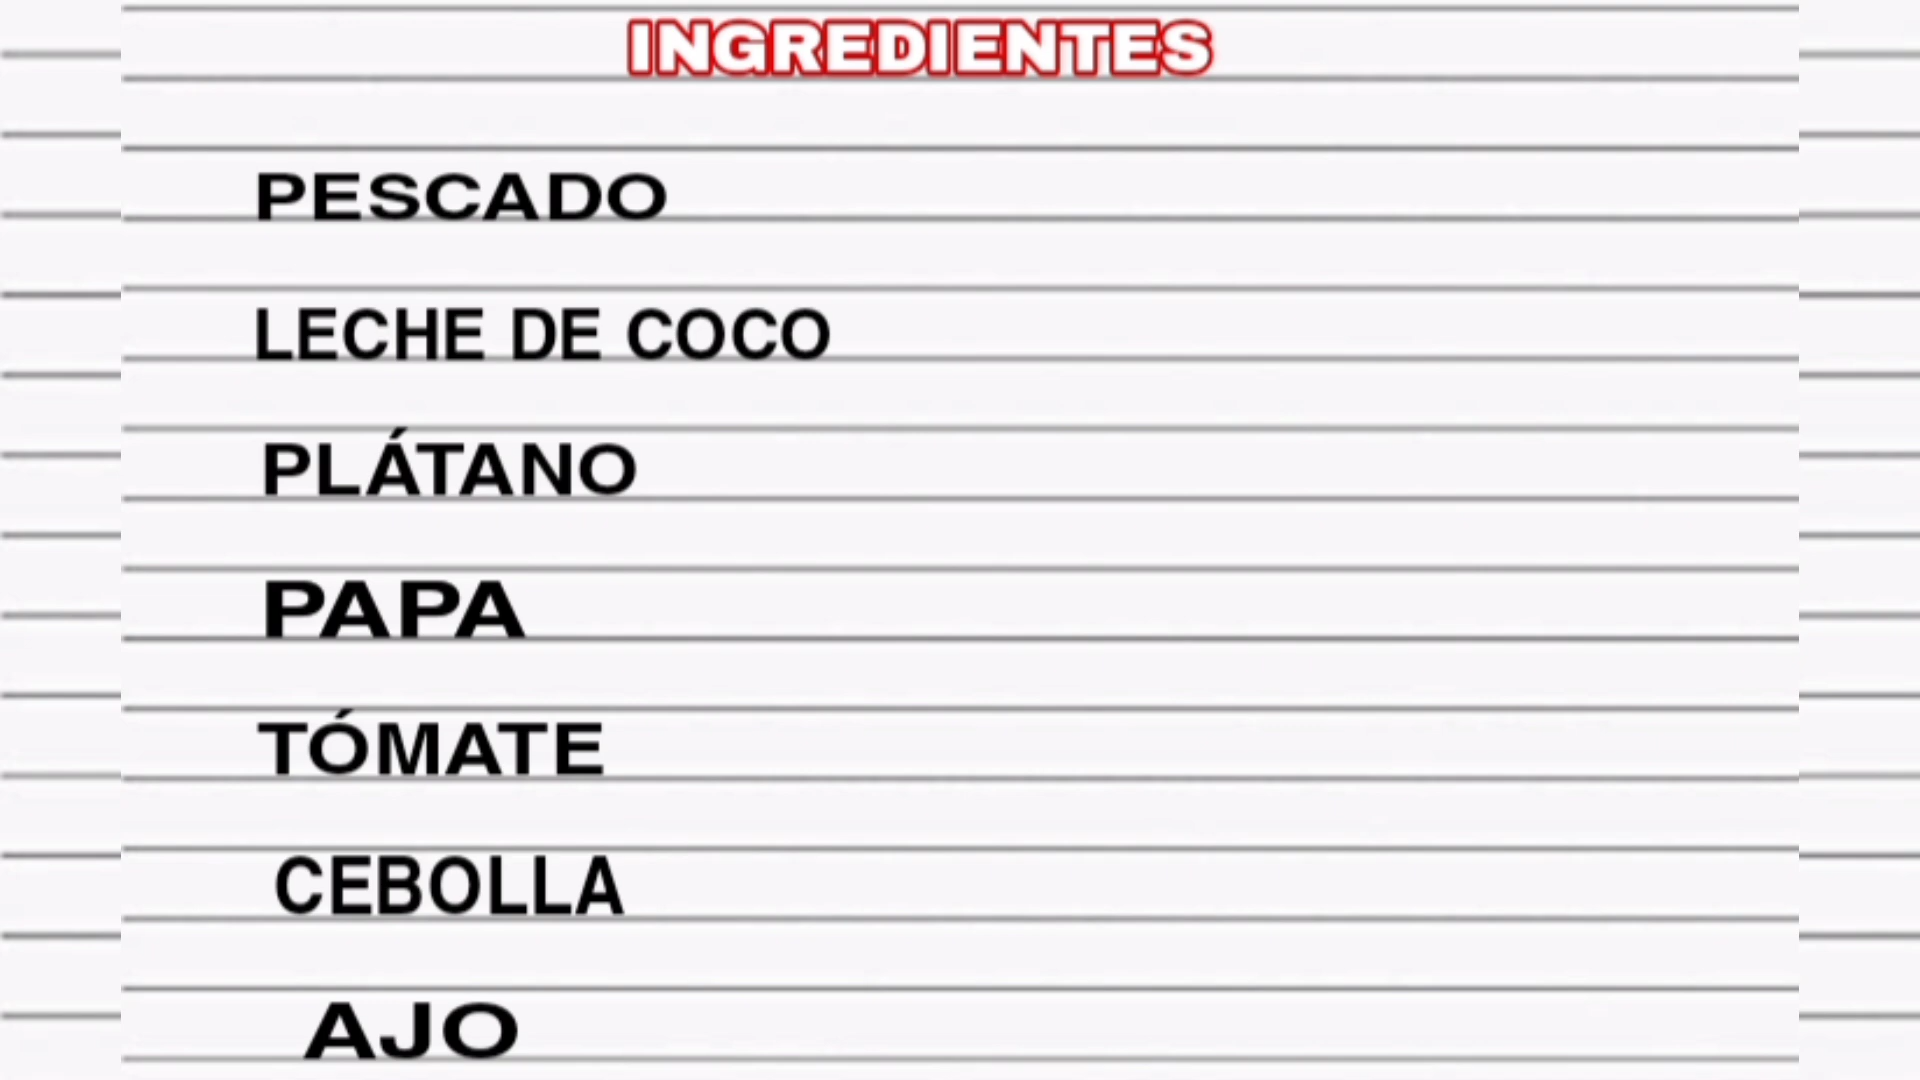 INGREDIENTES
PESCADO
LECHE DE COCO
PLÁTANO
PAPA
TÓMATE
CEBOLLA
AJO